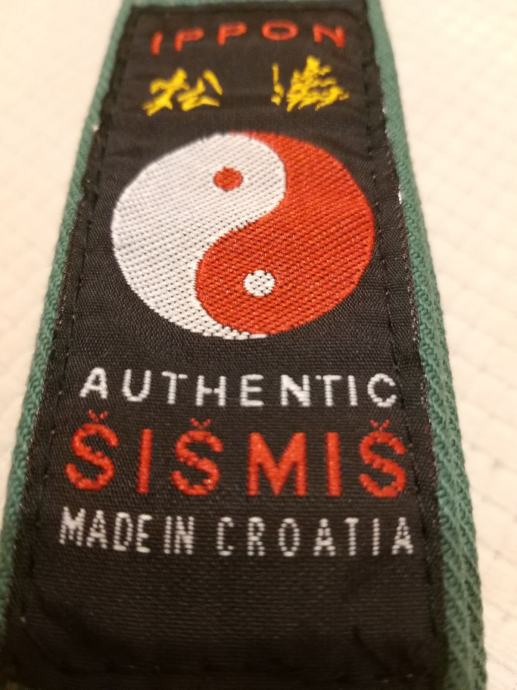 IPPON
松濤
AUTHENTIC
ŠIŠMIŠ
MADE IN CROATIA